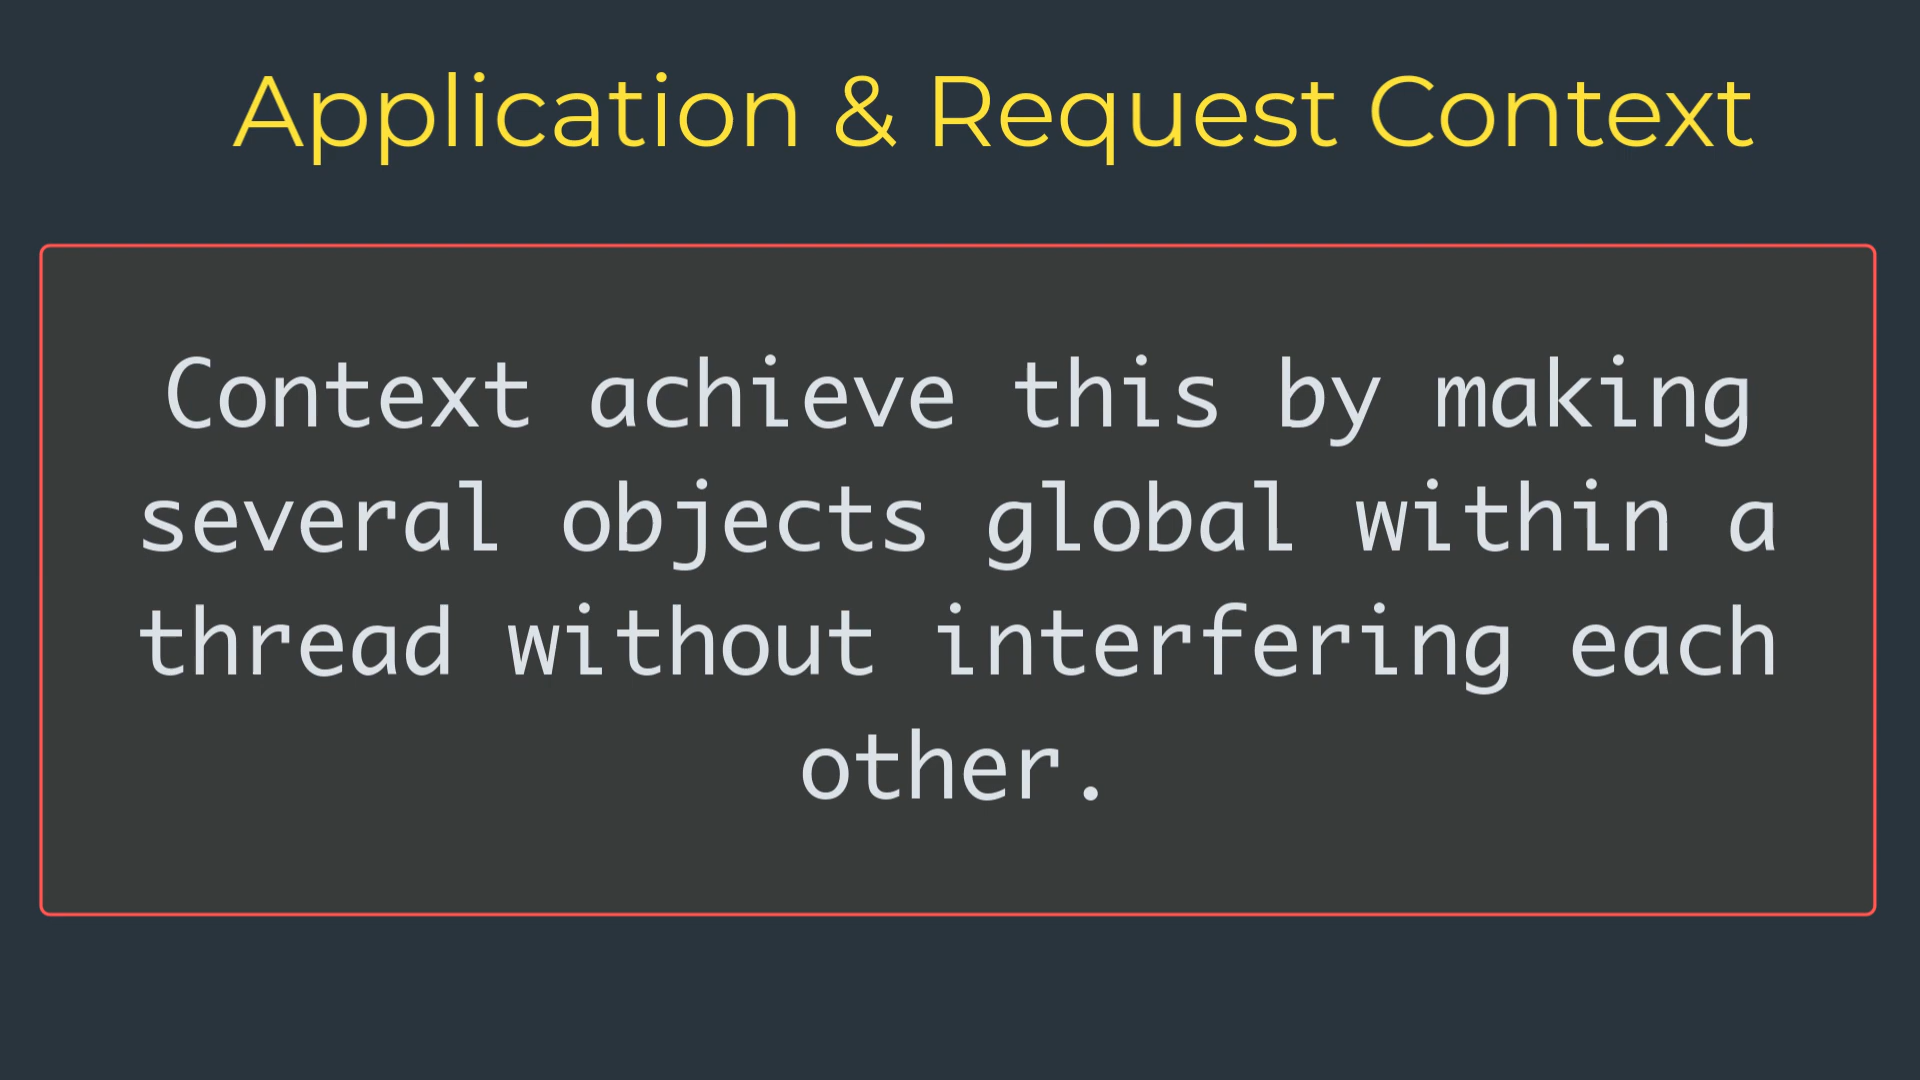 Application & Request Context
Context achieve this by making
several objects global within a
thread without interfering each
other.